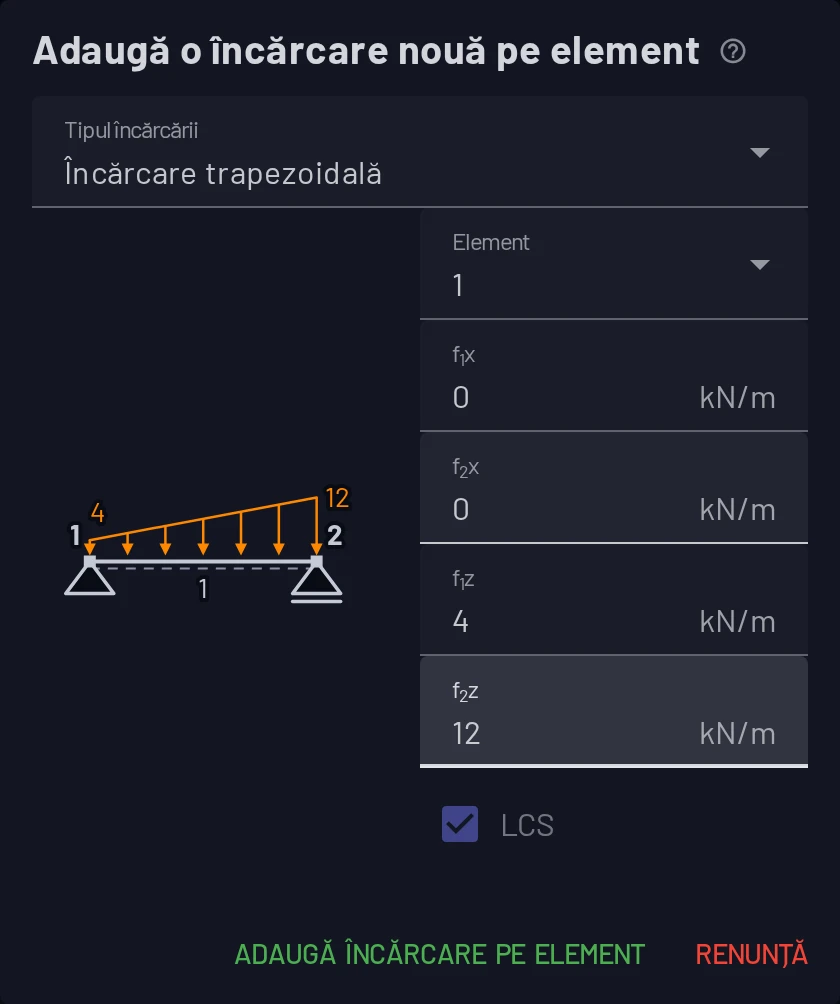 Adaugă o încărcare nouă pe element ?
Tipul încărcării
Încărcare trapezoidală
Element
1
f₁x
0 kN/m
f₂x
0 kN/m
12
4
1 2
1
f₁z
4 kN/m
f₂z
12 kN/m
LCS
ADAUGĂ ÎNCĂRCARE PE ELEMENT RENUNȚĂ